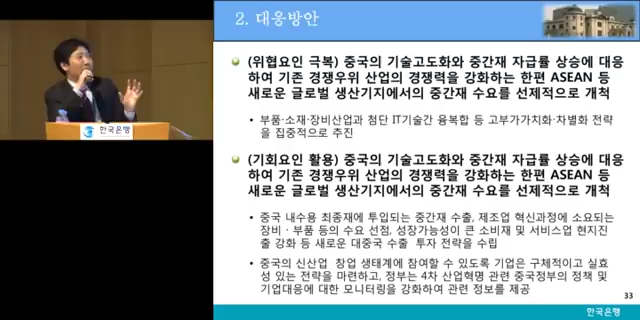 2. 대응방안
(위협요인 극복) 중국의 기술고도화와 중간재 자급률 상승에 대응
하여 기존 경쟁우위 산업의 경쟁력을 강화하는 한편 ASEAN 등
새로운 글로벌 생산기지에서의 중간재 수요를 선제적으로 개척
- 부품·소재·장비산업과 첨단 IT기술간 융복합 등 고부가가치화·차별화 전략
을 집중적으로 추진
(기회요인 활용) 중국의 기술고도화와 중간재 자급률 상승에 대응
하여 기존 경쟁우위 산업의 경쟁력을 강화하는 한편 ASEAN 등
새로운 글로벌 생산기지에서의 중간재 수요를 선제적으로 개척
- 중국 내수용 최종재에 투입되는 중간재 수출, 제조업 혁신과정에 소요되는
장비 · 부품 등의 수요 선점, 성장가능성이 큰 소비재 및 서비스업 현지진
출 강화 등 새로운 대중국 수출 투자 전략을 수립
- 중국의 신산업 창업 생태계에 참여할 수 있도록 기업은 구체적이고 실효
성 있는 전략을 마련하고, 정부는 4차 산업혁명 관련 중국정부의 정책 및
기업대응에 대한 모니터링을 강화하여 관련 정보를 제공
33
한국은행
한국은행